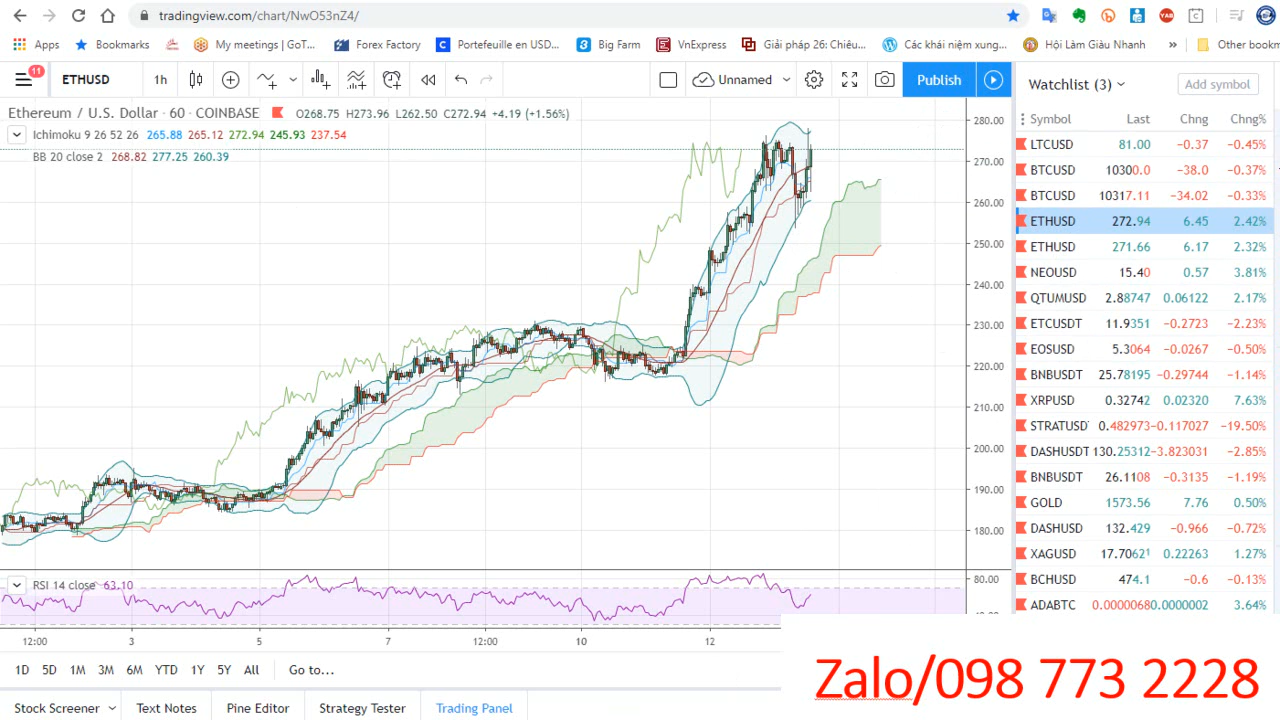 tradingview.com/chart/NwO53nZ4/
Apps Bookmarks My meetings | GoT... Forex Factory Portefeuille en USD... Big Farm VnExpress Giải pháp 26: Chiêu... Các khái niệm xung... Hội Làm Giàu Nhanh » Other bookm
11 ETHUSD 1h Unnamed Publish Watchlist (3) Add symbol
Ethereum / U.S. Dollar · 60 · COINBASE O268.75 H273.96 L262.50 C272.94 +4.19 (+1.56%)
Ichimoku 9 26 52 26 265.88 265.12 272.94 245.93 237.54
BB 20 close 2 268.82 277.25 260.39
280.00
270.00
260.00
250.00
240.00
230.00
220.00
210.00
200.00
190.00
180.00
RSI 14 close 63.10
80.00
12:00 3 5 7 12:00 10 12
1D 5D 1M 3M 6M YTD 1Y 5Y All Go to...
Stock Screener Text Notes Pine Editor Strategy Tester Trading Panel
Symbol Last Chng Chng%
LTCUSD 81.00 −0.37 −0.45%
BTCUSD 10300.0 −38.0 −0.37%
BTCUSD 10317.11 −34.02 −0.33%
ETHUSD 272.94 6.45 2.42%
ETHUSD 271.66 6.17 2.32%
NEOUSD 15.40 0.57 3.81%
QTUMUSD 2.88747 0.06122 2.17%
ETCUSDT 11.9351 −0.2723 −2.23%
EOSUSD 5.3064 −0.0267 −0.50%
BNBUSDT 25.78195 −0.29744 −1.14%
XRPUSD 0.32742 0.02320 7.63%
STRATUSD 0.482973 −0.117027 −19.50%
DASHUSDT 130.25312 −3.823031 −2.85%
BNBUSDT 26.1108 −0.3135 −1.19%
GOLD 1573.56 7.76 0.50%
DASHUSD 132.429 −0.966 −0.72%
XAGUSD 17.70621 0.22263 1.27%
BCHUSD 474.1 −0.6 −0.13%
ADABTC 0.0000068 0.0000002 3.64%
Zalo/098 773 2228